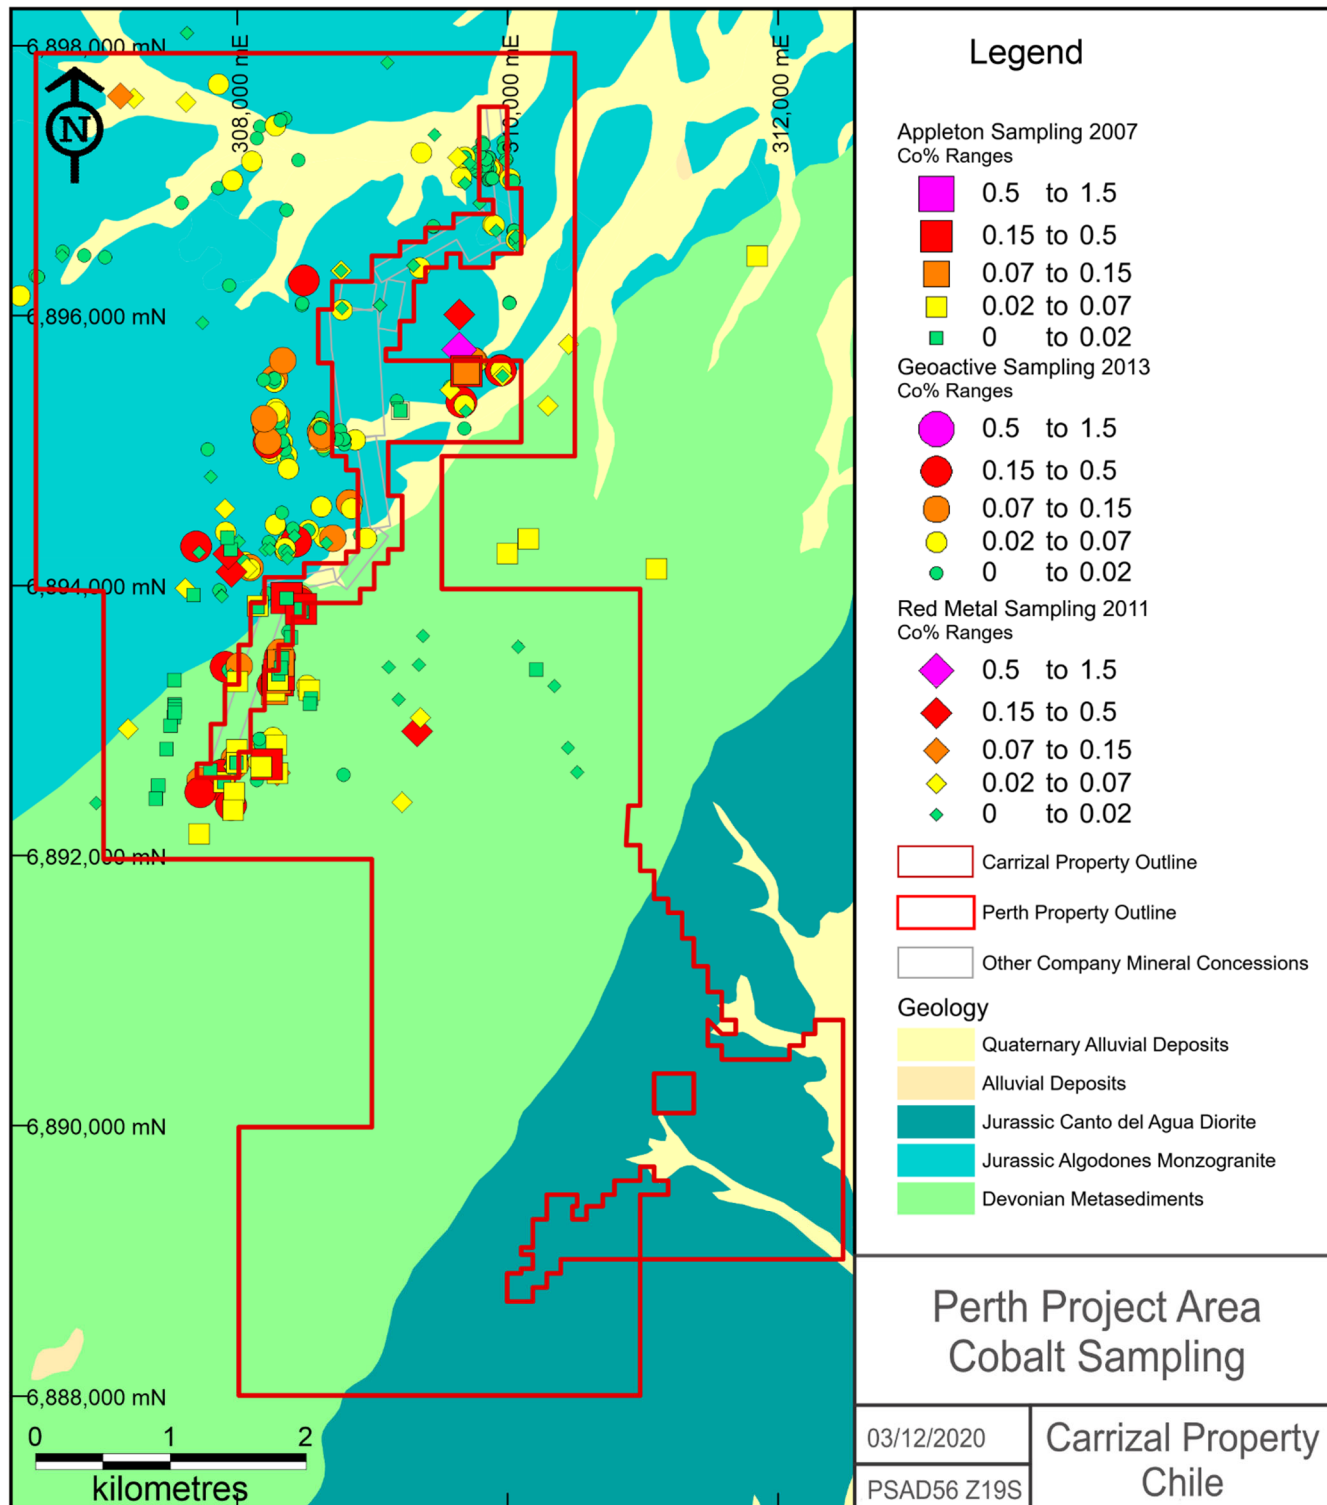 6,898,000 mN
308,000 mE
310,000 mE
312,000 mE
N
6,896,000 mN
6,894,000 mN
6,892,000 mN
6,890,000 mN
6,888,000 mN
0 1 2
kilometres
Legend
Appleton Sampling 2007
Co% Ranges
0.5 to 1.5
0.15 to 0.5
0.07 to 0.15
0.02 to 0.07
0 to 0.02
Geoactive Sampling 2013
Co% Ranges
0.5 to 1.5
0.15 to 0.5
0.07 to 0.15
0.02 to 0.07
0 to 0.02
Red Metal Sampling 2011
Co% Ranges
0.5 to 1.5
0.15 to 0.5
0.07 to 0.15
0.02 to 0.07
0 to 0.02
Carrizal Property Outline
Perth Property Outline
Other Company Mineral Concessions
Geology
Quaternary Alluvial Deposits
Alluvial Deposits
Jurassic Canto del Agua Diorite
Jurassic Algodones Monzogranite
Devonian Metasediments
Perth Project Area
Cobalt Sampling
03/12/2020
PSAD56 Z19S
Carrizal Property
Chile